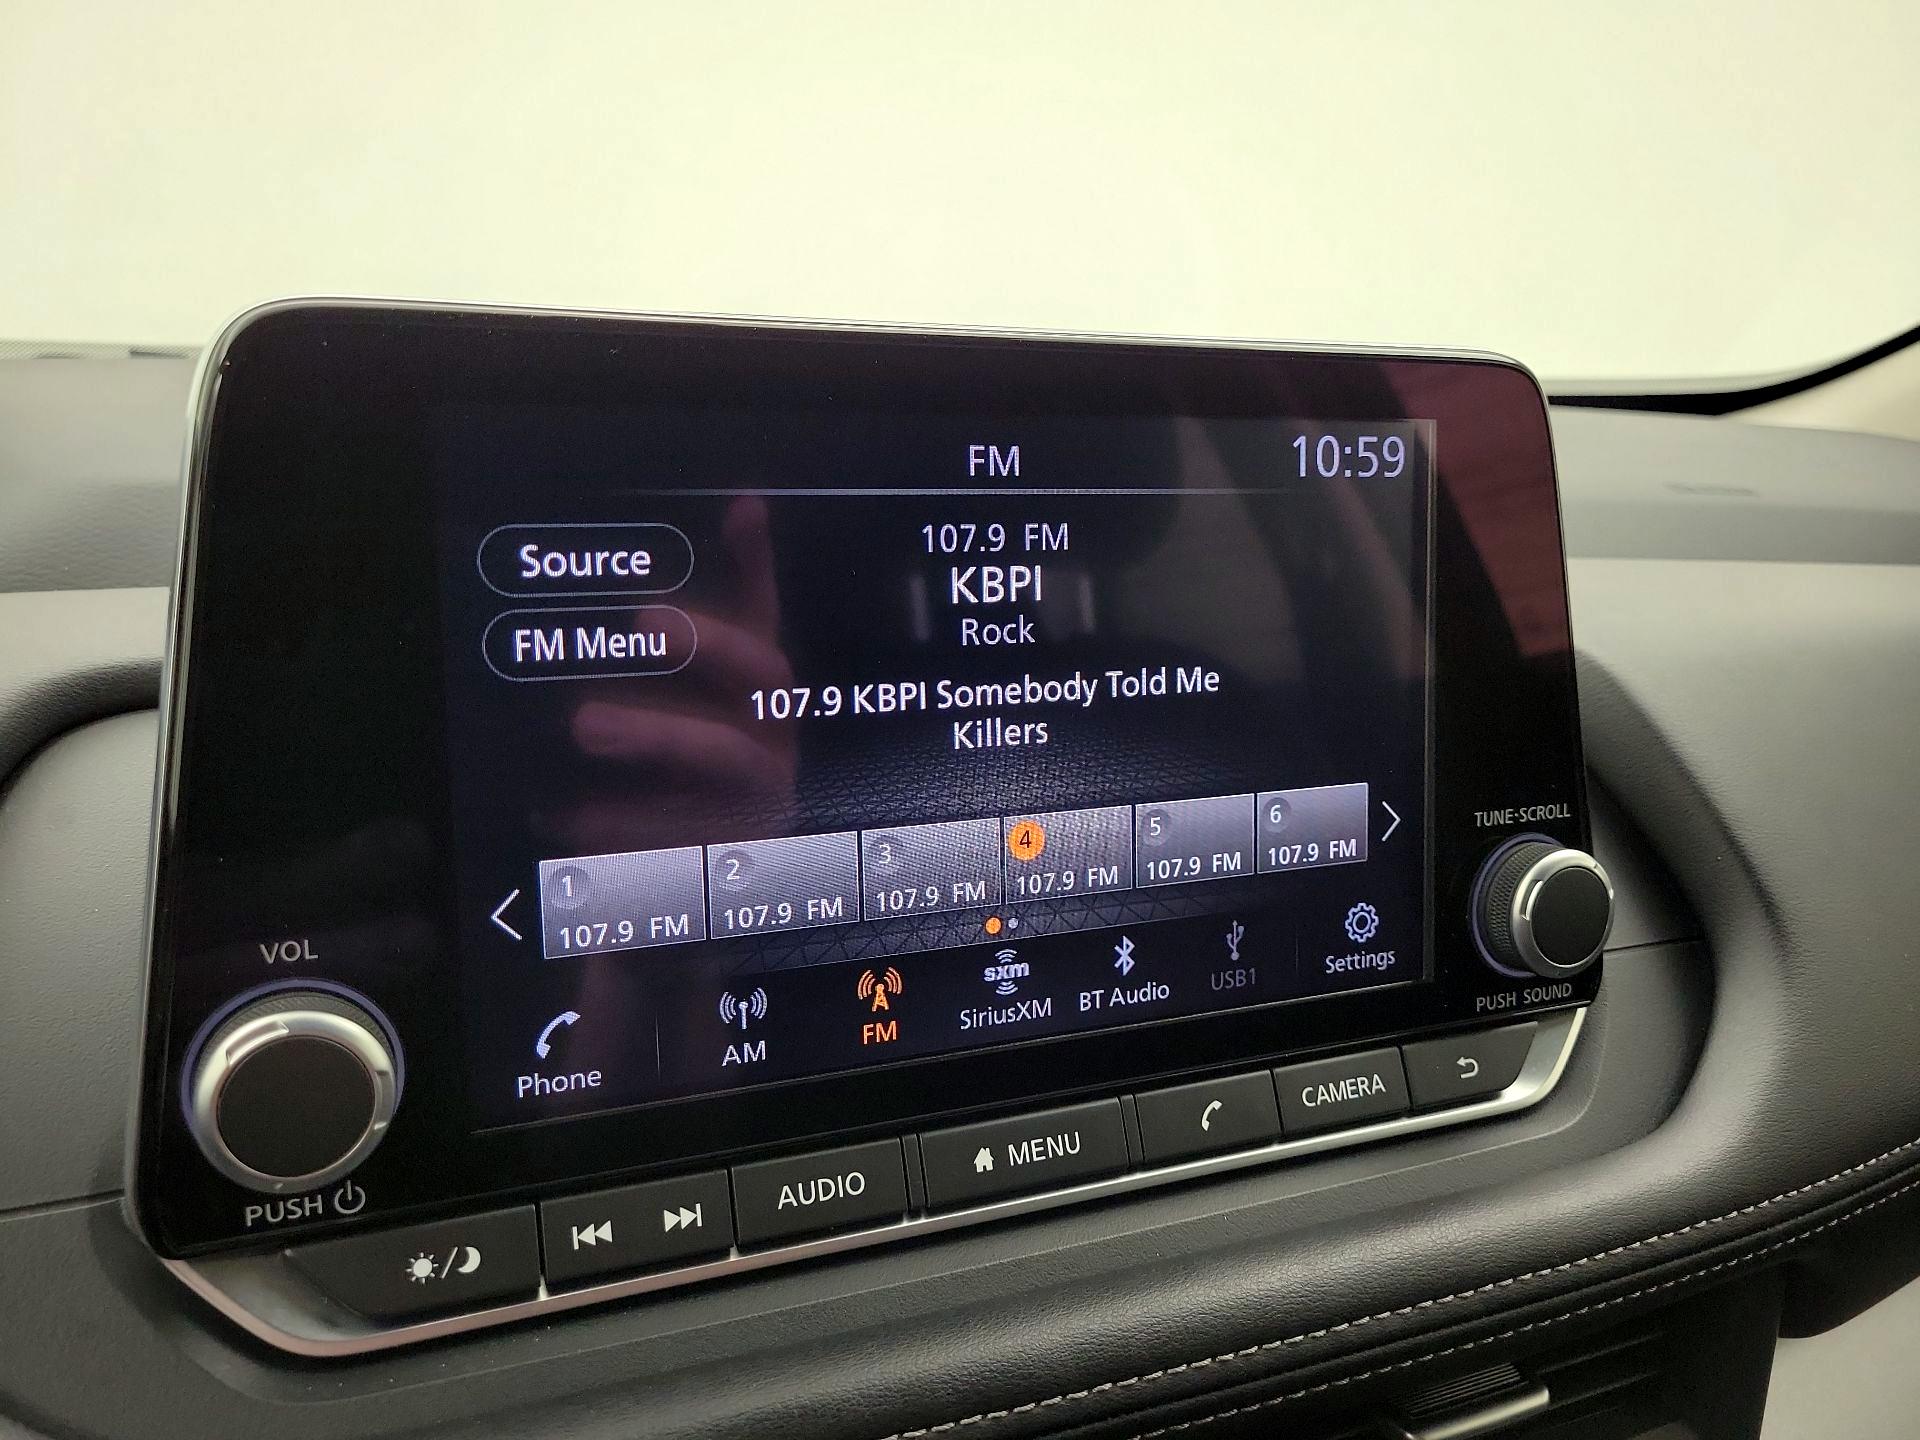 FM
10:59
Source
FM Menu
107.9 FM
KBPI
Rock
107.9 KBPI Somebody Told Me
Killers
1
107.9 FM
2
107.9 FM
3
107.9 FM
4
107.9 FM
5
107.9 FM
6
107.9 FM
Phone
AM
FM
sxm
SiriusXM
BT Audio
USB1
Settings
VOL
PUSH
TUNE·SCROLL
PUSH SOUND
AUDIO
MENU
CAMERA